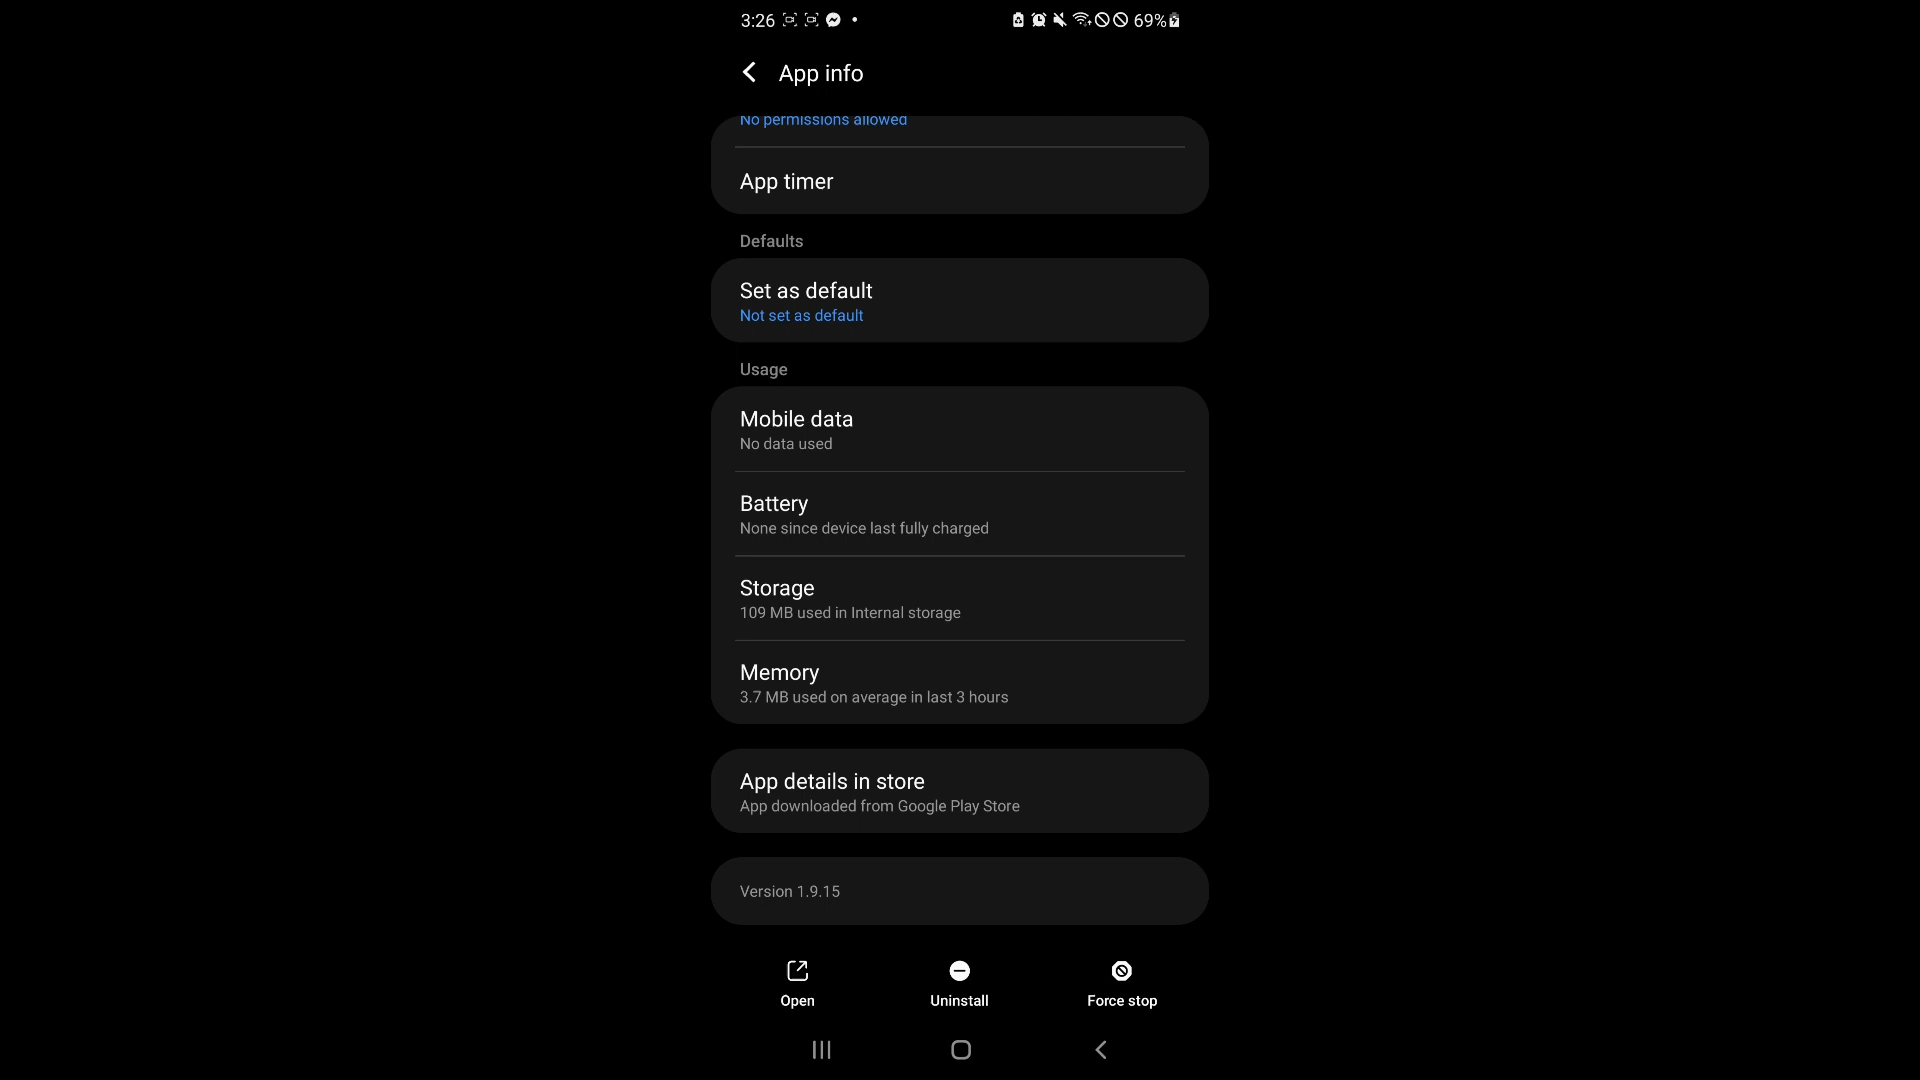 3:26
69%
App info
No permissions allowed
App timer
Defaults
Set as default
Not set as default
Usage
Mobile data
No data used
Battery
None since device last fully charged
Storage
109 MB used in Internal storage
Memory
3.7 MB used on average in last 3 hours
App details in store
App downloaded from Google Play Store
Version 1.9.15
Open
Uninstall
Force stop